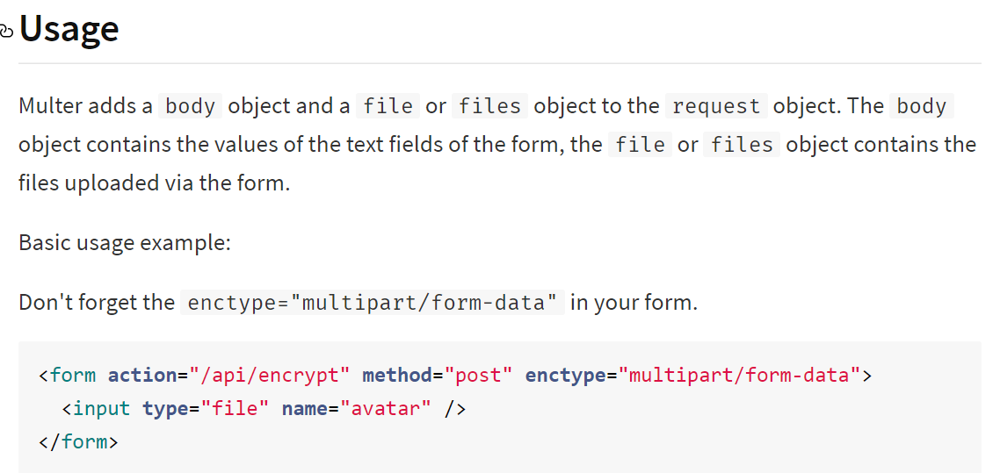 Usage
Multer adds a body object and a file or files object to the request object. The body
object contains the values of the text fields of the form, the file or files object contains the
files uploaded via the form.
Basic usage example:
Don't forget the enctype="multipart/form-data" in your form.
<form action="/api/encrypt" method="post" enctype="multipart/form-data">
  <input type="file" name="avatar" />
</form>